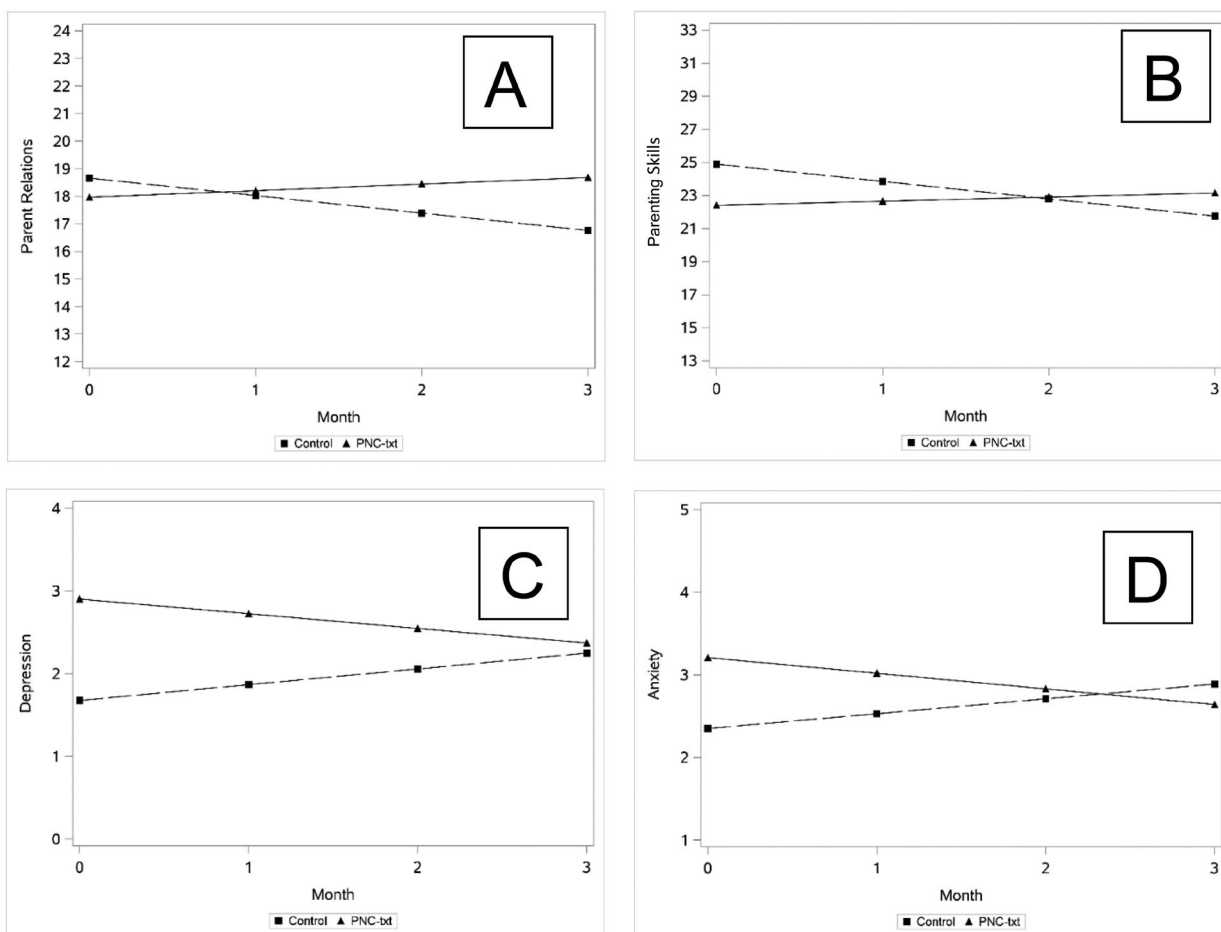 A
Parent Relations
24
23
22
21
20
19
18
17
16
15
14
13
12
0 1 2 3
Month
Control PNC-txt
B
Parenting Skills
33
31
29
27
25
23
21
19
17
15
13
0 1 2 3
Month
Control PNC-txt
C
Depression
4
3
2
1
0
0 1 2 3
Month
Control PNC-txt
D
Anxiety
5
4
3
2
1
0 1 2 3
Month
Control PNC-txt